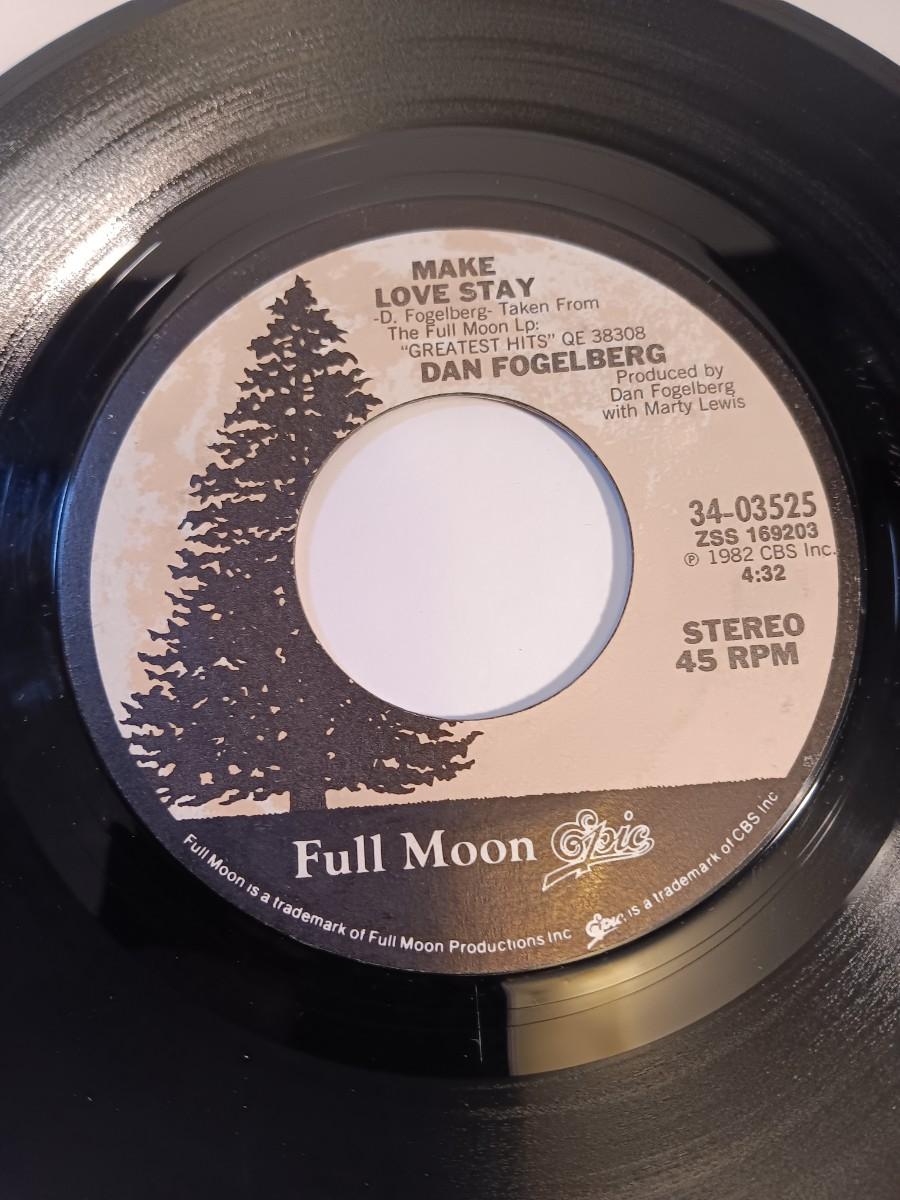 MAKE
LOVE STAY
-D. Fogelberg- Taken From
The Full Moon Lp:
"GREATEST HITS" QE 38308
DAN FOGELBERG
Produced by
Dan Fogelberg
with Marty Lewis
34-03525
ZSS 169203
℗ 1982 CBS Inc.
4:32
STEREO
45 RPM
Full Moon Epic
Full Moon is a trademark of Full Moon Productions Inc Epic, is a trademark of CBS Inc